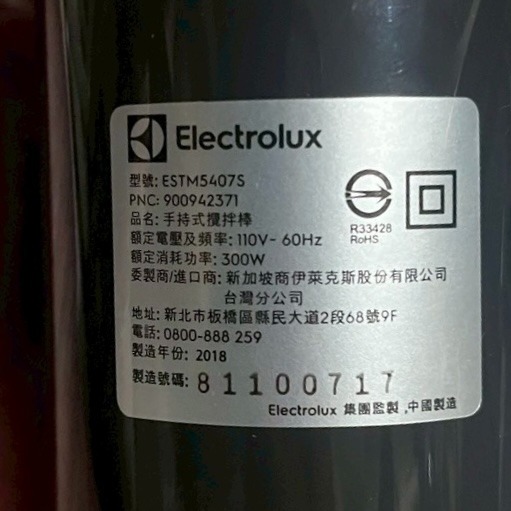 Electrolux
型號: ESTM5407S
PNC: 900942371
品名: 手持式攪拌棒
額定電壓及頻率: 110V~ 60Hz
額定消耗功率: 300W
委製商/進口商: 新加坡商伊萊克斯股份有限公司
台灣分公司
地址: 新北市板橋區縣民大道2段68號9F
電話: 0800-888 259
製造年份: 2018
製造號碼: 81100717
Electrolux 集團監製 ,中國製造
R33428
RoHS